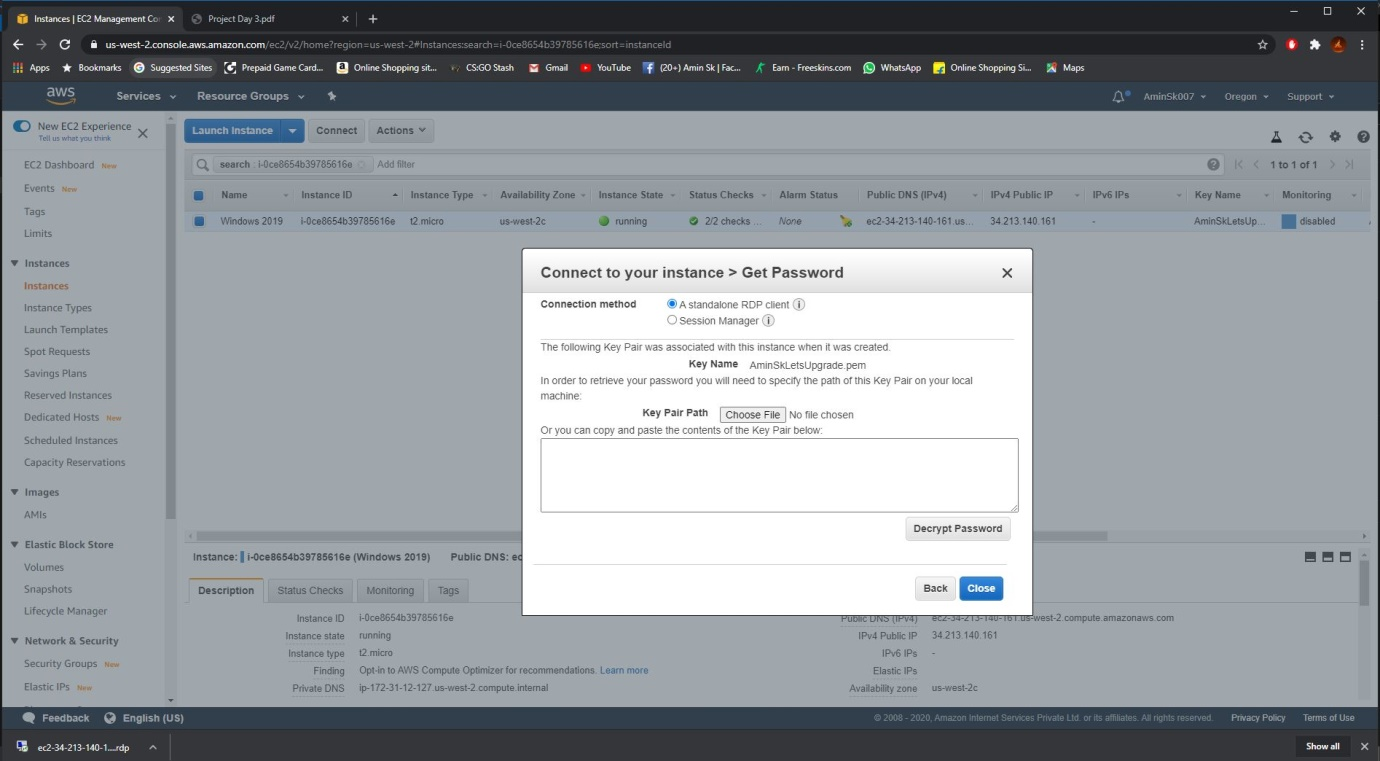 Instances | EC2 Management Co
Project Day 3.pdf
us-west-2.console.aws.amazon.com/ec2/v2/home?region=us-west-2#Instances:search=i-0ce8654b39785616e;sort=instanceId
Apps Bookmarks Suggested Sites Prepaid Game Card... Online Shopping sit... CS:GO Stash Gmail YouTube (20+) Amin Sk | Fac... Earn - Freeskins.com WhatsApp Online Shopping Si... Maps
aws Services Resource Groups AminSk007 Oregon Support
New EC2 Experience
Tell us what you think
EC2 Dashboard New
Events New
Tags
Limits
Instances
Instances
Instance Types
Launch Templates
Spot Requests
Savings Plans
Reserved Instances
Dedicated Hosts New
Scheduled Instances
Capacity Reservations
Images
AMIs
Elastic Block Store
Volumes
Snapshots
Lifecycle Manager
Network & Security
Security Groups New
Elastic IPs New
Launch Instance Connect Actions
search : i-0ce8654b39785616e Add filter 1 to 1 of 1
Name Instance ID Instance Type Availability Zone Instance State Status Checks Alarm Status Public DNS (IPv4) IPv4 Public IP IPv6 IPs Key Name Monitoring
Windows 2019 i-0ce8654b39785616e t2.micro us-west-2c running 2/2 checks ... None ec2-34-213-140-161.us... 34.213.140.161 - AminSkLetsUp... disabled
Connect to your instance > Get Password
Connection method A standalone RDP client
Session Manager
The following Key Pair was associated with this instance when it was created.
Key Name AminSkLetsUpgrade.pem
In order to retrieve your password you will need to specify the path of this Key Pair on your local
machine:
Key Pair Path Choose File No file chosen
Or you can copy and paste the contents of the Key Pair below:
Decrypt Password
Back Close
Instance: i-0ce8654b39785616e (Windows 2019) Public DNS: ec
Description Status Checks Monitoring Tags
Instance ID i-0ce8654b39785616e Public DNS (IPv4) ec2-34-213-140-161.us-west-2.compute.amazonaws.com
Instance state running IPv4 Public IP 34.213.140.161
Instance type t2.micro IPv6 IPs -
Finding Opt-in to AWS Compute Optimizer for recommendations. Learn more Elastic IPs
Private DNS ip-172-31-12-127.us-west-2.compute.internal Availability zone us-west-2c
Feedback English (US) © 2008 - 2020, Amazon Internet Services Private Ltd. or its affiliates. All rights reserved. Privacy Policy Terms of Use
ec2-34-213-140-1....rdp Show all